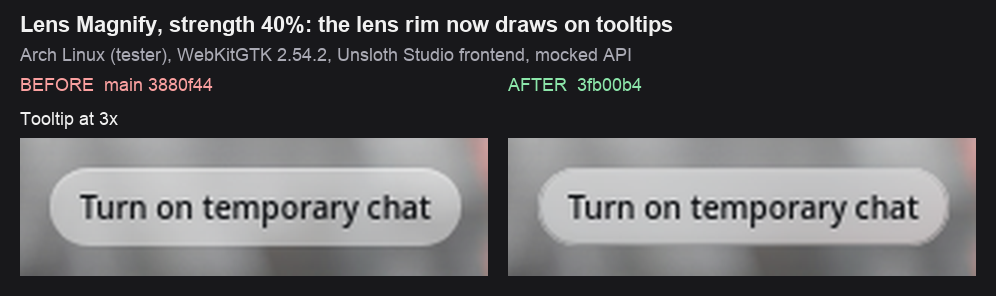 Lens Magnify, strength 40%: the lens rim now draws on tooltips
Arch Linux (tester), WebKitGTK 2.54.2, Unsloth Studio frontend, mocked API
BEFORE main 3880f44
AFTER 3fb00b4
Tooltip at 3x
Turn on temporary chat
Turn on temporary chat